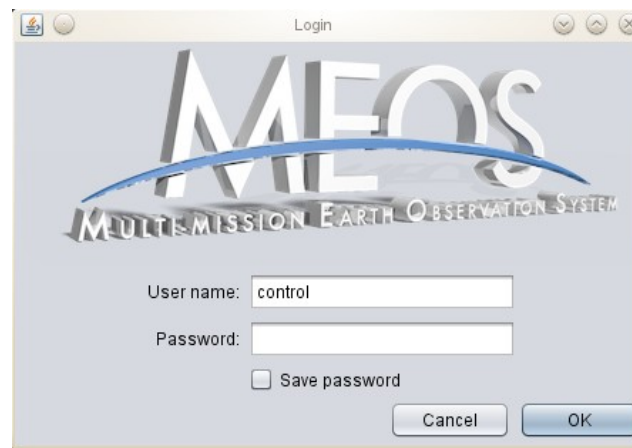 Login
MEOS
MULTI-MISSION EARTH OBSERVATION SYSTEM
User name: control
Password:
Save password
Cancel OK